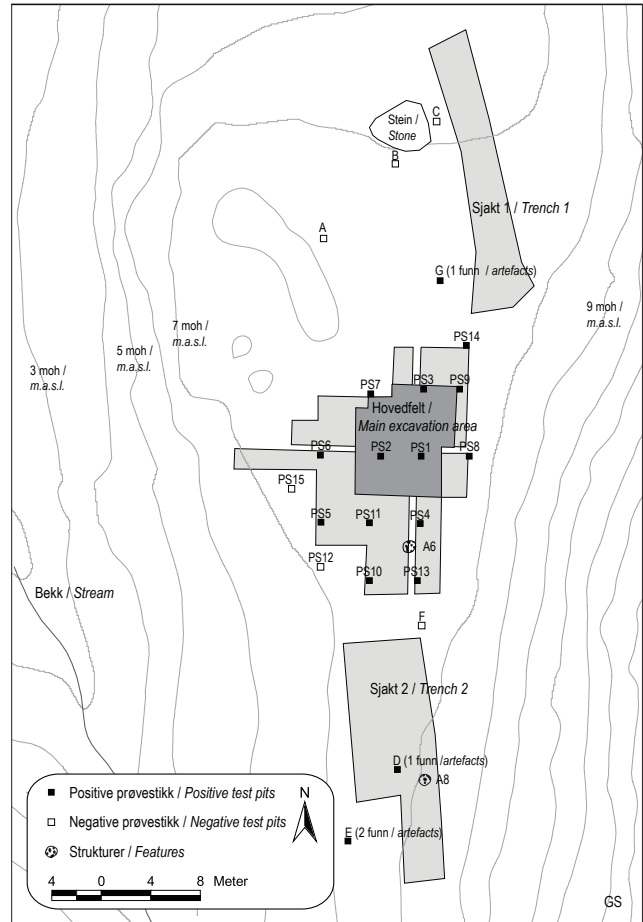 C
Stein /
Stone
B
Sjakt 1 / Trench 1
A
G (1 funn / artefacts)
9 moh /
m.a.s.l.
7 moh /
m.a.s.l.
5 moh /
m.a.s.l.
3 moh /
m.a.s.l.
PS14
PS7
PS3
PS9
Hovedfelt /
Main excavation area
PS6
PS2
PS1
PS8
PS15
PS5
PS11
PS4
A6
PS12
PS10
PS13
Bekk / Stream
F
Sjakt 2 / Trench 2
D (1 funn / artefacts)
A8
E (2 funn / artefacts)
Positive prøvestikk / Positive test pits
N
Negative prøvestikk / Negative test pits
Strukturer / Features
4 0 4 8 Meter
GS